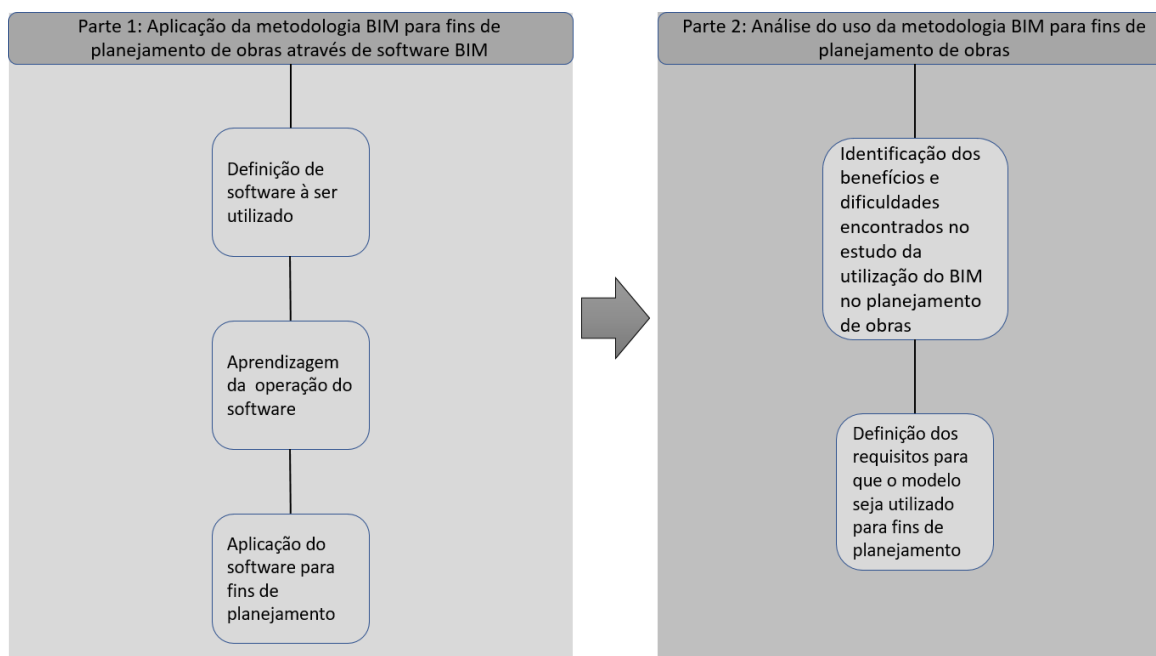 Parte 1: Aplicação da metodologia BIM para fins de
planejamento de obras através de software BIM
Definição de
software à ser
utilizado
Aprendizagem
da operação do
software
Aplicação do
software para
fins de
planejamento
Parte 2: Análise do uso da metodologia BIM para fins de
planejamento de obras
Identificação dos
benefícios e
dificuldades
encontrados no
estudo da
utilização do BIM
no planejamento
de obras
Definição dos
requisitos para
que o modelo
seja utilizado
para fins de
planejamento